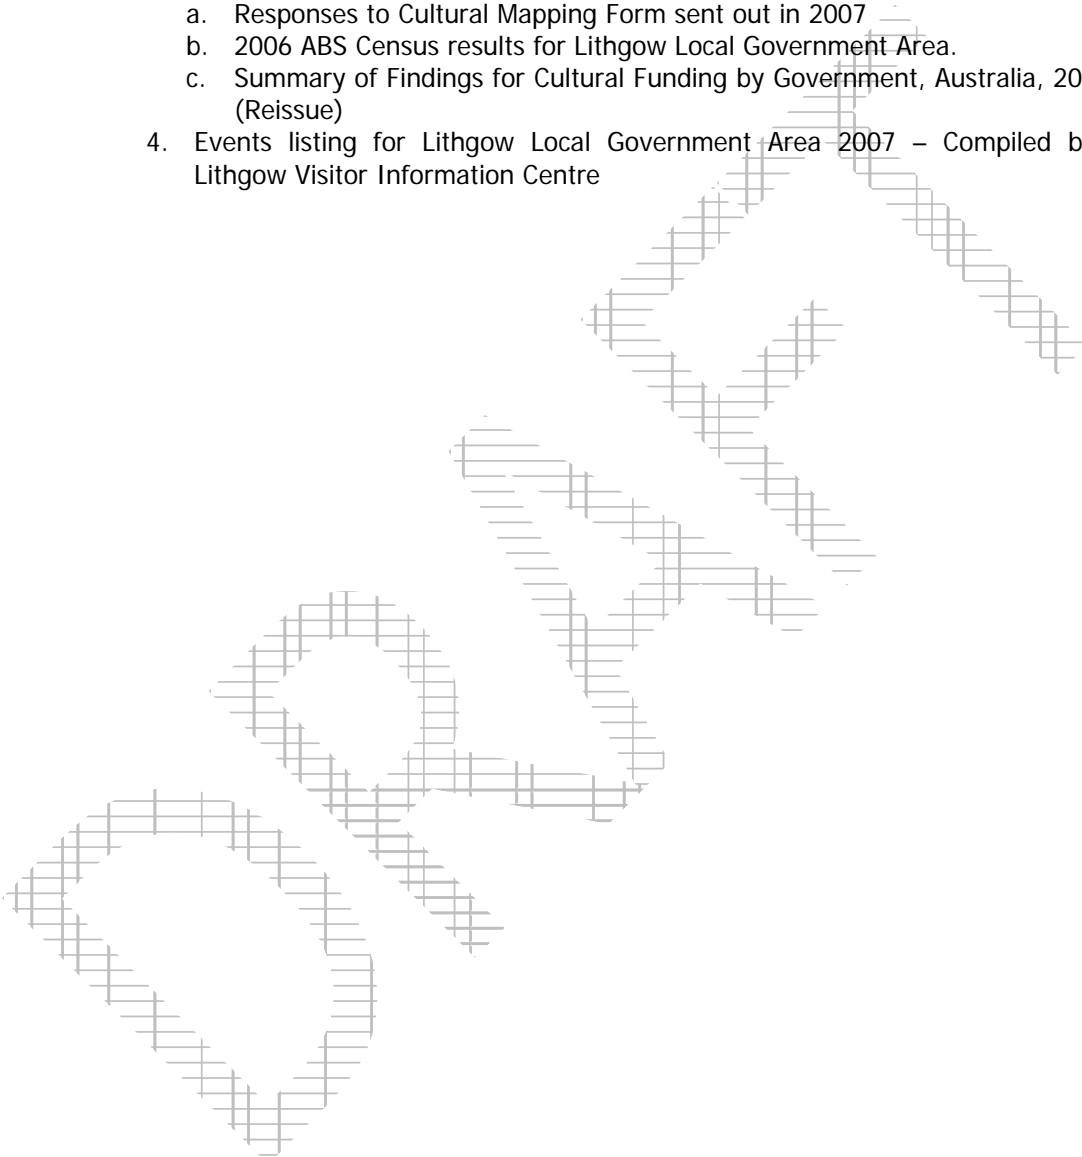 a. Responses to Cultural Mapping Form sent out in 2007
b. 2006 ABS Census results for Lithgow Local Government Area.
c. Summary of Findings for Cultural Funding by Government, Australia, 20
(Reissue)
4. Events listing for Lithgow Local Government Area 2007 – Compiled b
Lithgow Visitor Information Centre
DRAFT